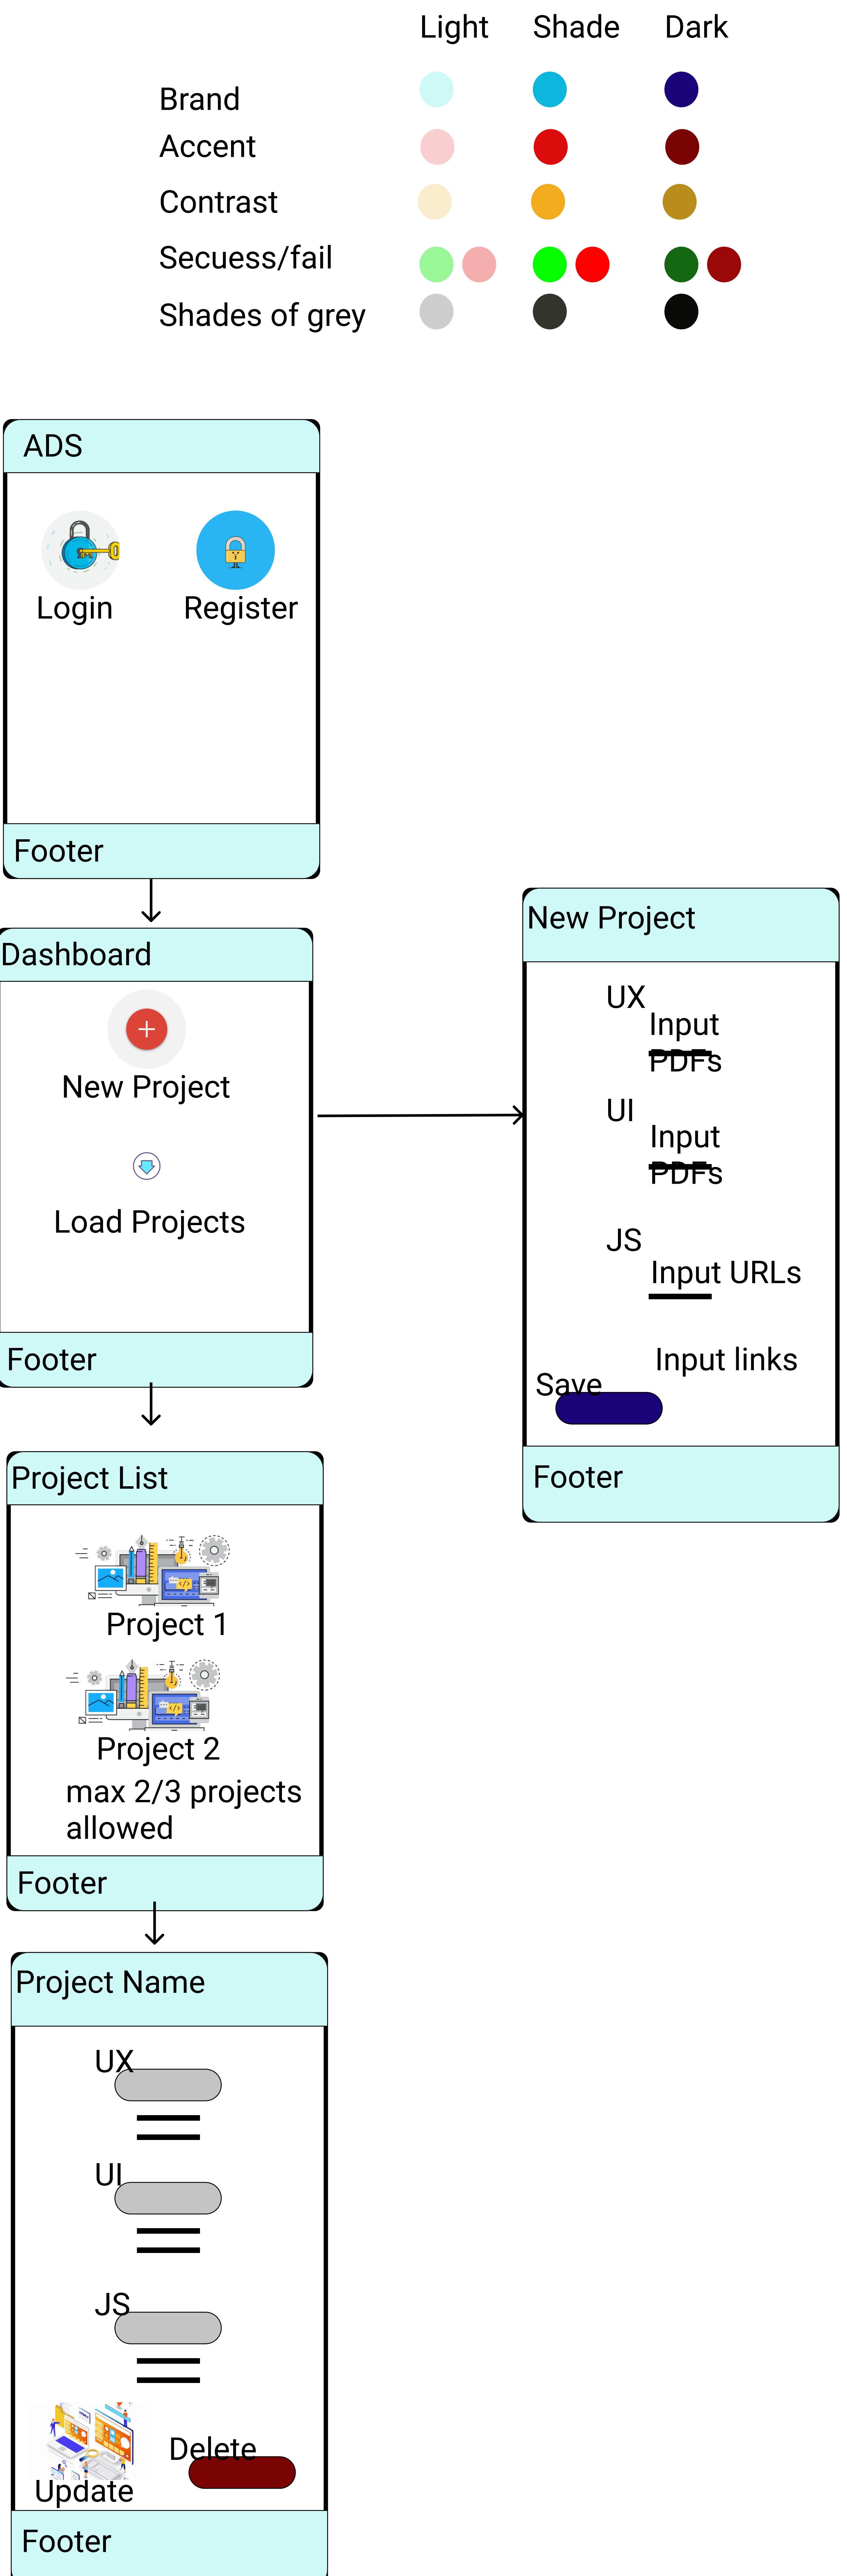 Light Shade Dark
Brand
Accent
Contrast
Secuess/fail
Shades of grey
ADS
Login Register
Footer
Dashboard
New Project
Load Projects
Footer
New Project
UX
Input
PDFs
UI
Input
PDFs
JS
Input URLs
Input links
Save
Footer
Project List
Project 1
Project 2
max 2/3 projects
allowed
Footer
Project Name
UX
UI
JS
Delete
Update
Footer